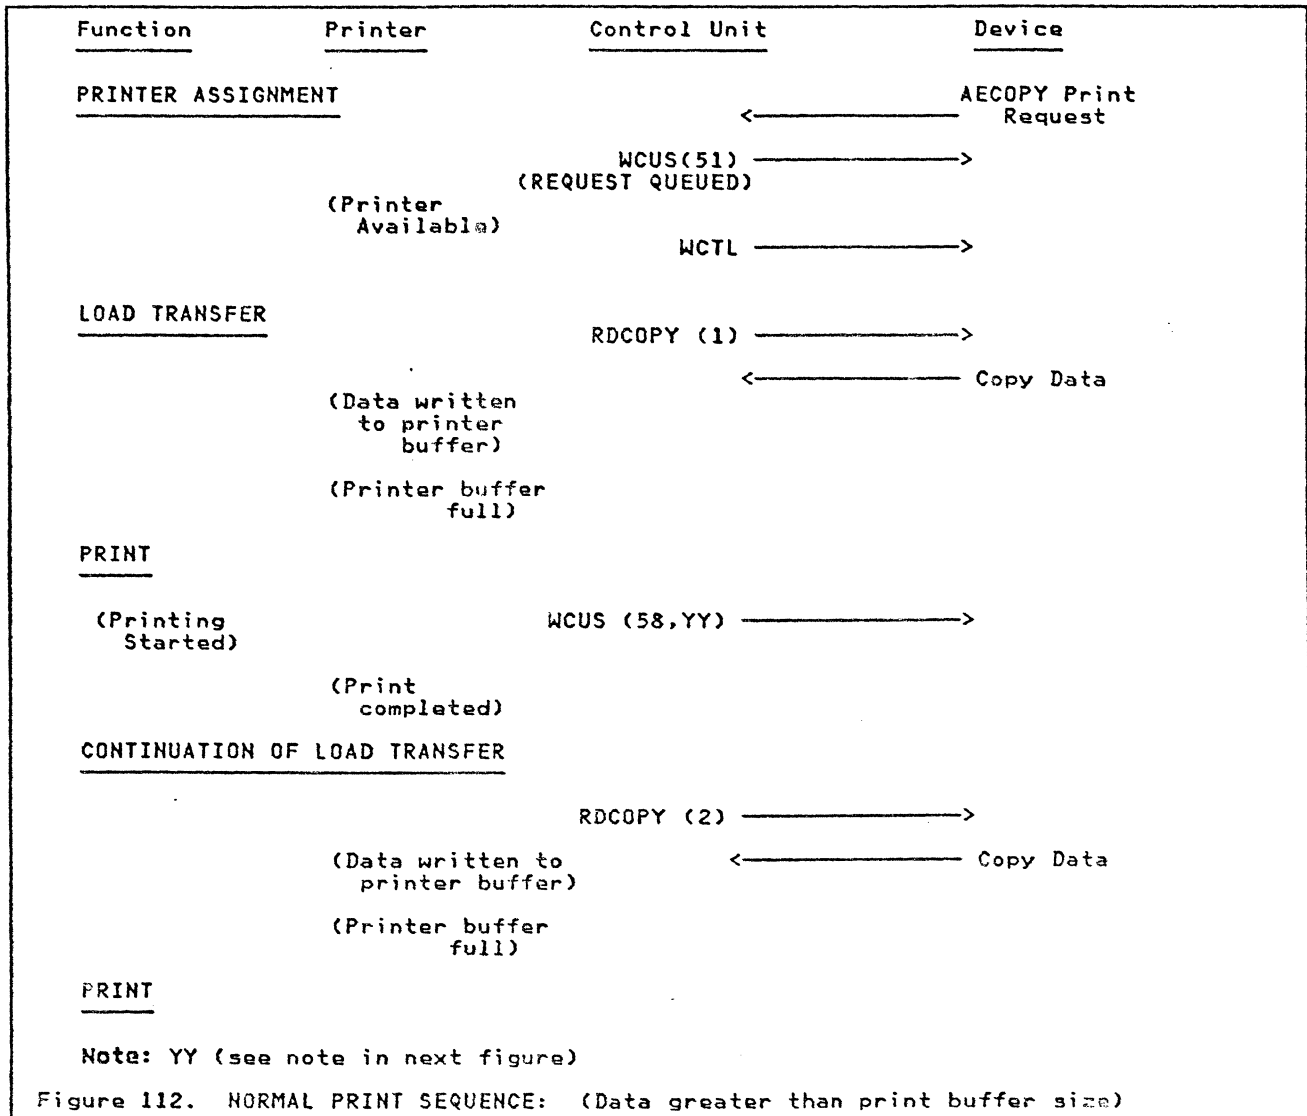 Function Printer Control Unit Device
PRINTER ASSIGNMENT AECOPY Print
<———————— Request
WCUS(51) ————————>
(REQUEST QUEUED)
(Printer
Available)
WCTL ————————>
LOAD TRANSFER
RDCOPY (1) ————————>
<———————— Copy Data
(Data written
to printer
buffer)
(Printer buffer
full)
PRINT
(Printing WCUS (58,YY) ————————>
Started)
(Print
completed)
CONTINUATION OF LOAD TRANSFER
RDCOPY (2) ————————>
(Data written to <———————— Copy Data
printer buffer)
(Printer buffer
full)
PRINT
Note: YY (see note in next figure)
Figure 112. NORMAL PRINT SEQUENCE: (Data greater than print buffer size)